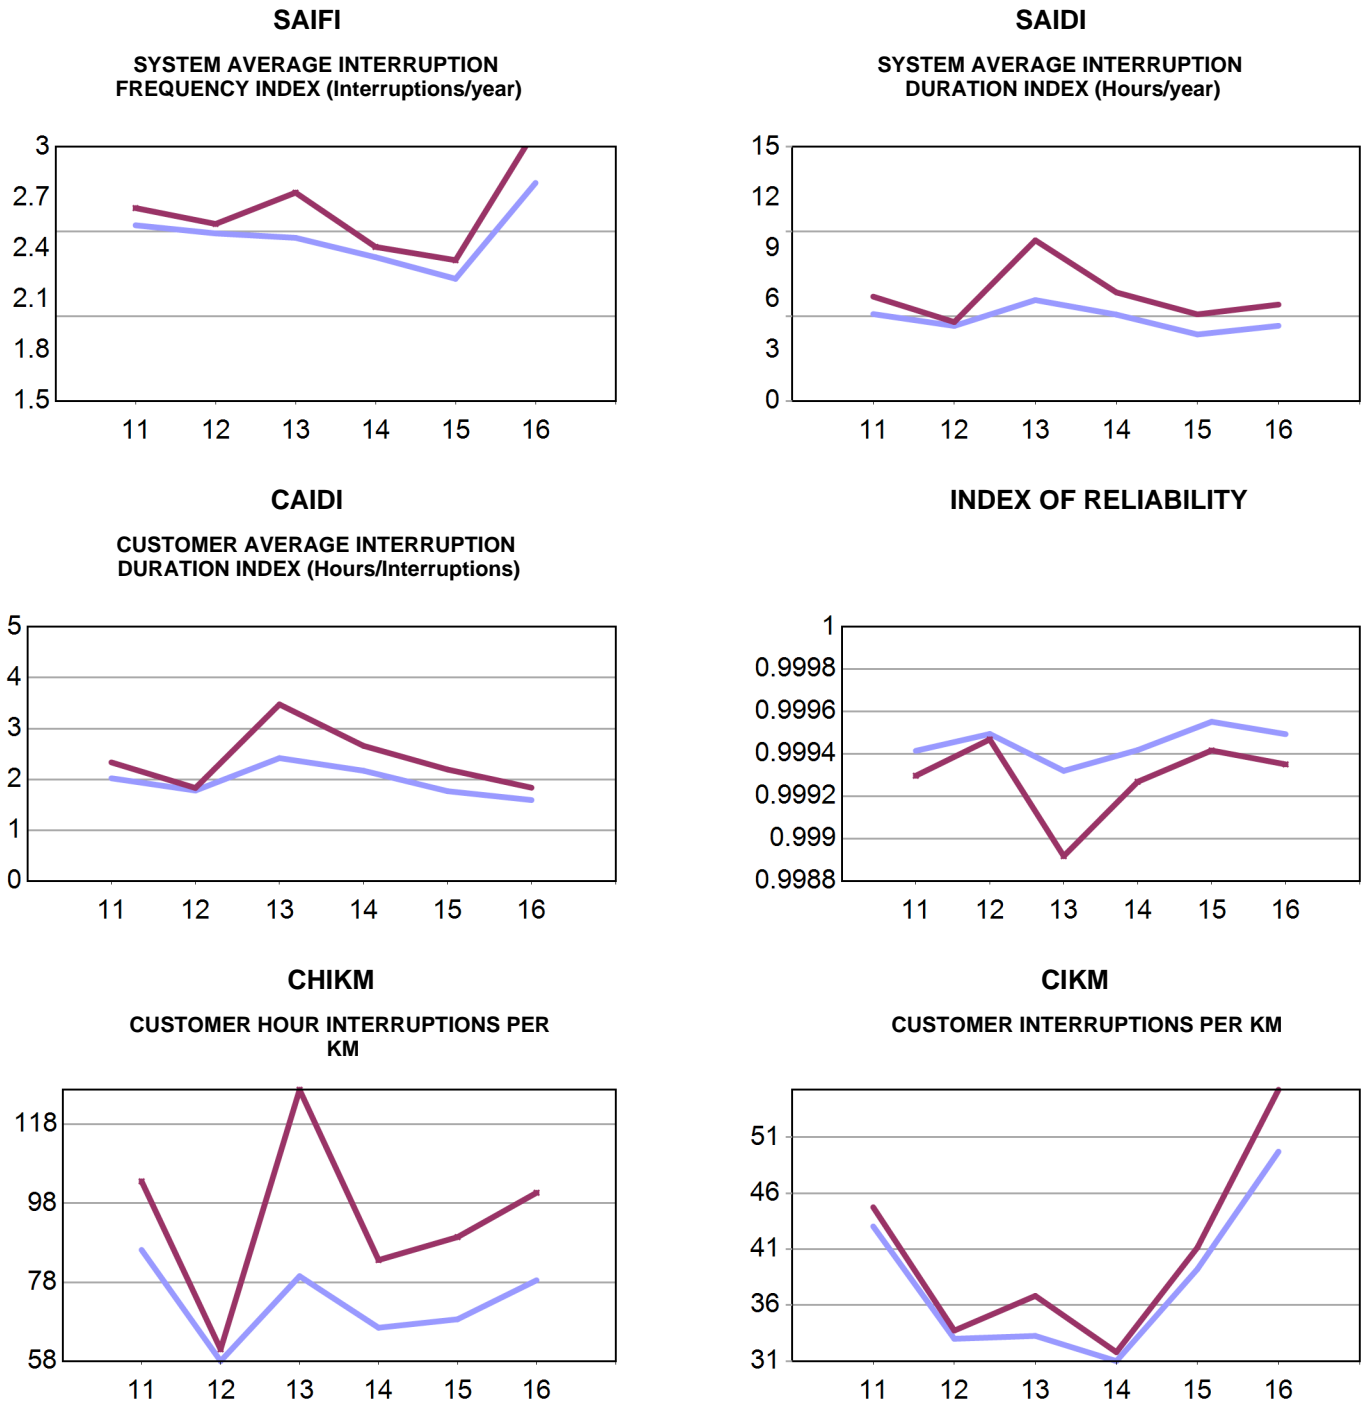 SAIFI
SYSTEM AVERAGE INTERRUPTION
FREQUENCY INDEX (Interruptions/year)
3
2.7
2.4
2.1
1.8
1.5
11 12 13 14 15 16
SAIDI
SYSTEM AVERAGE INTERRUPTION
DURATION INDEX (Hours/year)
15
12
9
6
3
0
11 12 13 14 15 16
CAIDI
CUSTOMER AVERAGE INTERRUPTION
DURATION INDEX (Hours/Interruptions)
5
4
3
2
1
0
11 12 13 14 15 16
INDEX OF RELIABILITY
1
0.9998
0.9996
0.9994
0.9992
0.999
0.9988
11 12 13 14 15 16
CHIKM
CUSTOMER HOUR INTERRUPTIONS PER
KM
118
98
78
58
11 12 13 14 15 16
CIKM
CUSTOMER INTERRUPTIONS PER KM
51
46
41
36
31
11 12 13 14 15 16